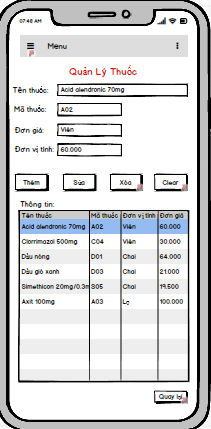 07:48 AM
Menu
Quản Lý Thuốc
Tên thuốc: Acid alendronic 70mg
Mã thuốc: A02
Đơn giá: Viên
Đơn vị tính: 60.000
Thêm Sửa Xóa Clear
Thông tin:
Tên thuốc Mã thuốc Đơn vị tính Đơn giá
Acid alendronic 70mg A02 Viên 60.000
Clorrimazol 500mg C04 Viên 30.000
Dầu nóng D01 Chai 64.000
Dầu gió xanh D03 Chai 21.000
Simethicon 20mg/0.3m S05 Chai 19.500
Axit 100mg A03 Lọ 100.000
Quay lại